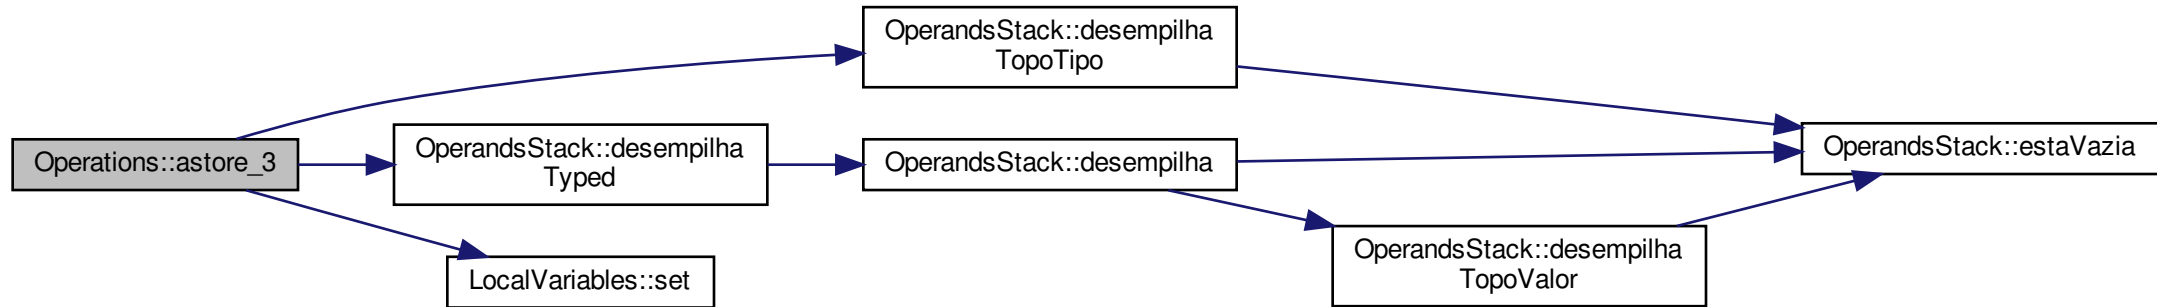 Operations::astore_3
OperandsStack::desempilha
TopoTipo
OperandsStack::desempilha
Typed
LocalVariables::set
OperandsStack::desempilha
OperandsStack::desempilha
TopoValor
OperandsStack::estaVazia